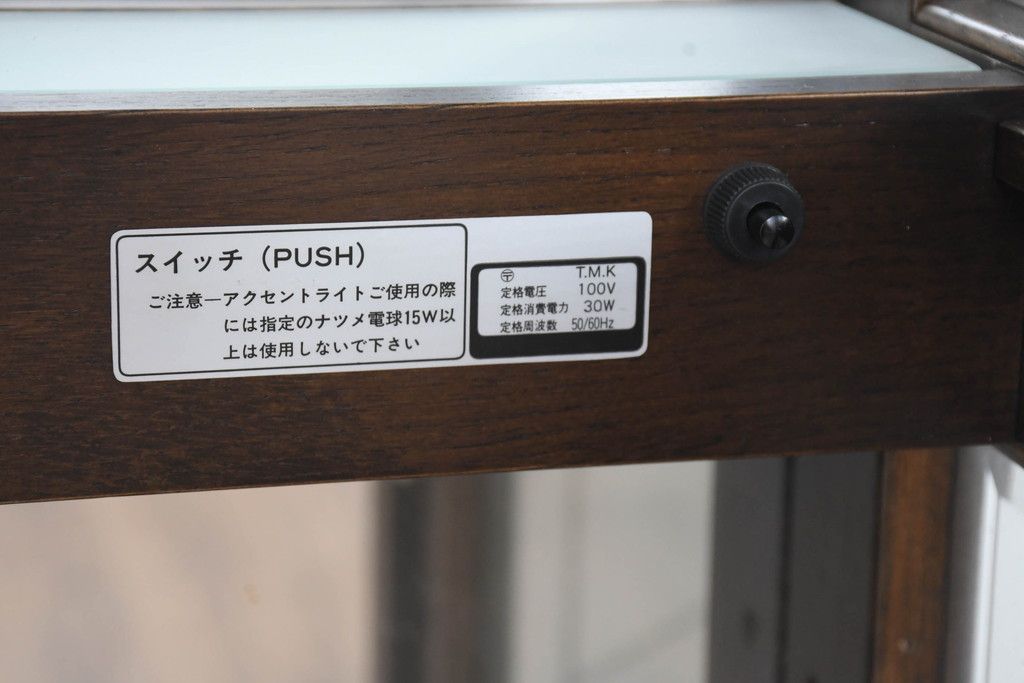 スイッチ（PUSH）
ご注意―アクセントライトご使用の際
には指定のナツメ電球15W以
上は使用しないで下さい
〒 T.M.K
定格電圧 100V
定格消費電力 30W
定格周波数 50/60Hz